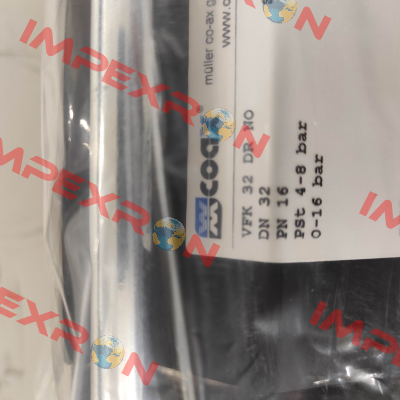 müller co-ax g
www.c
coax
VFK 32 DR NO
DN 32
PN 16
PSt 4-8 bar
0-16 bar
IMPEXRON
IMPEXRON
IMPEXRON
IMPEXRON